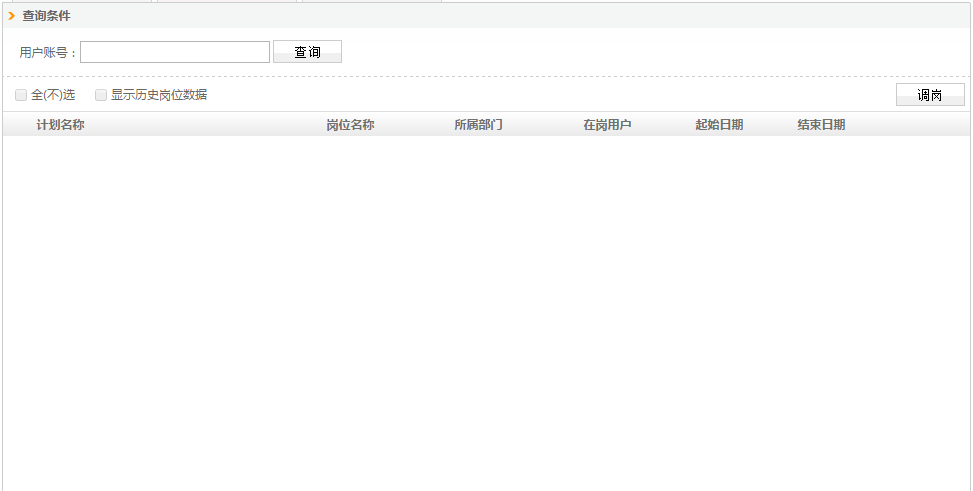 查询条件
用户账号： 查询
全(不)选 显示历史岗位数据 调岗
计划名称 岗位名称 所属部门 在岗用户 起始日期 结束日期